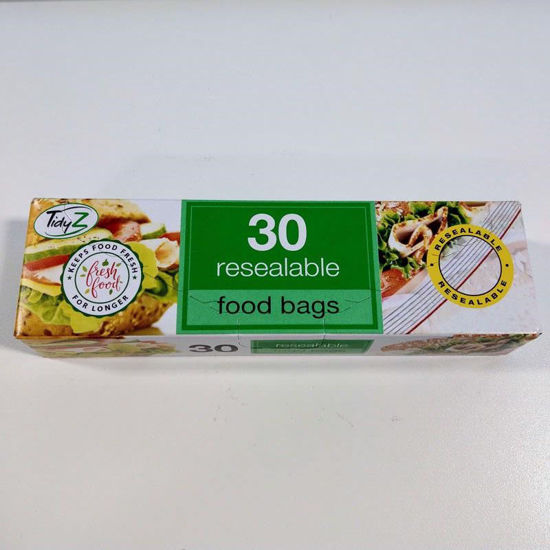 TidyZ
KEEPS FOOD FRESH
fresh
food
FOR LONGER
30
resealable
food bags
RESEALABLE
RESEALABLE
30
resealable